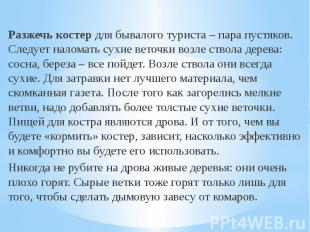 Разжечь костер для бывалого туриста – пара пустяков.
Следует наломать сухие веточки возле ствола дерева:
сосна, береза – все пойдет. Возле ствола они всегда
сухие. Для затравки нет лучшего материала, чем
скомканная газета. После того как загорелись мелкие
ветви, надо добавлять более толстые сухие веточки.
Пищей для костра являются дрова. И от того, чем вы
будете «кормить» костер, зависит, насколько эффективно
и комфортно вы будете его использовать.
Никогда не рубите на дрова живые деревья: они очень
плохо горят. Сырые ветки тоже горят только лишь для
того, чтобы сделать дымовую завесу от комаров.
PPt4WEB.ru